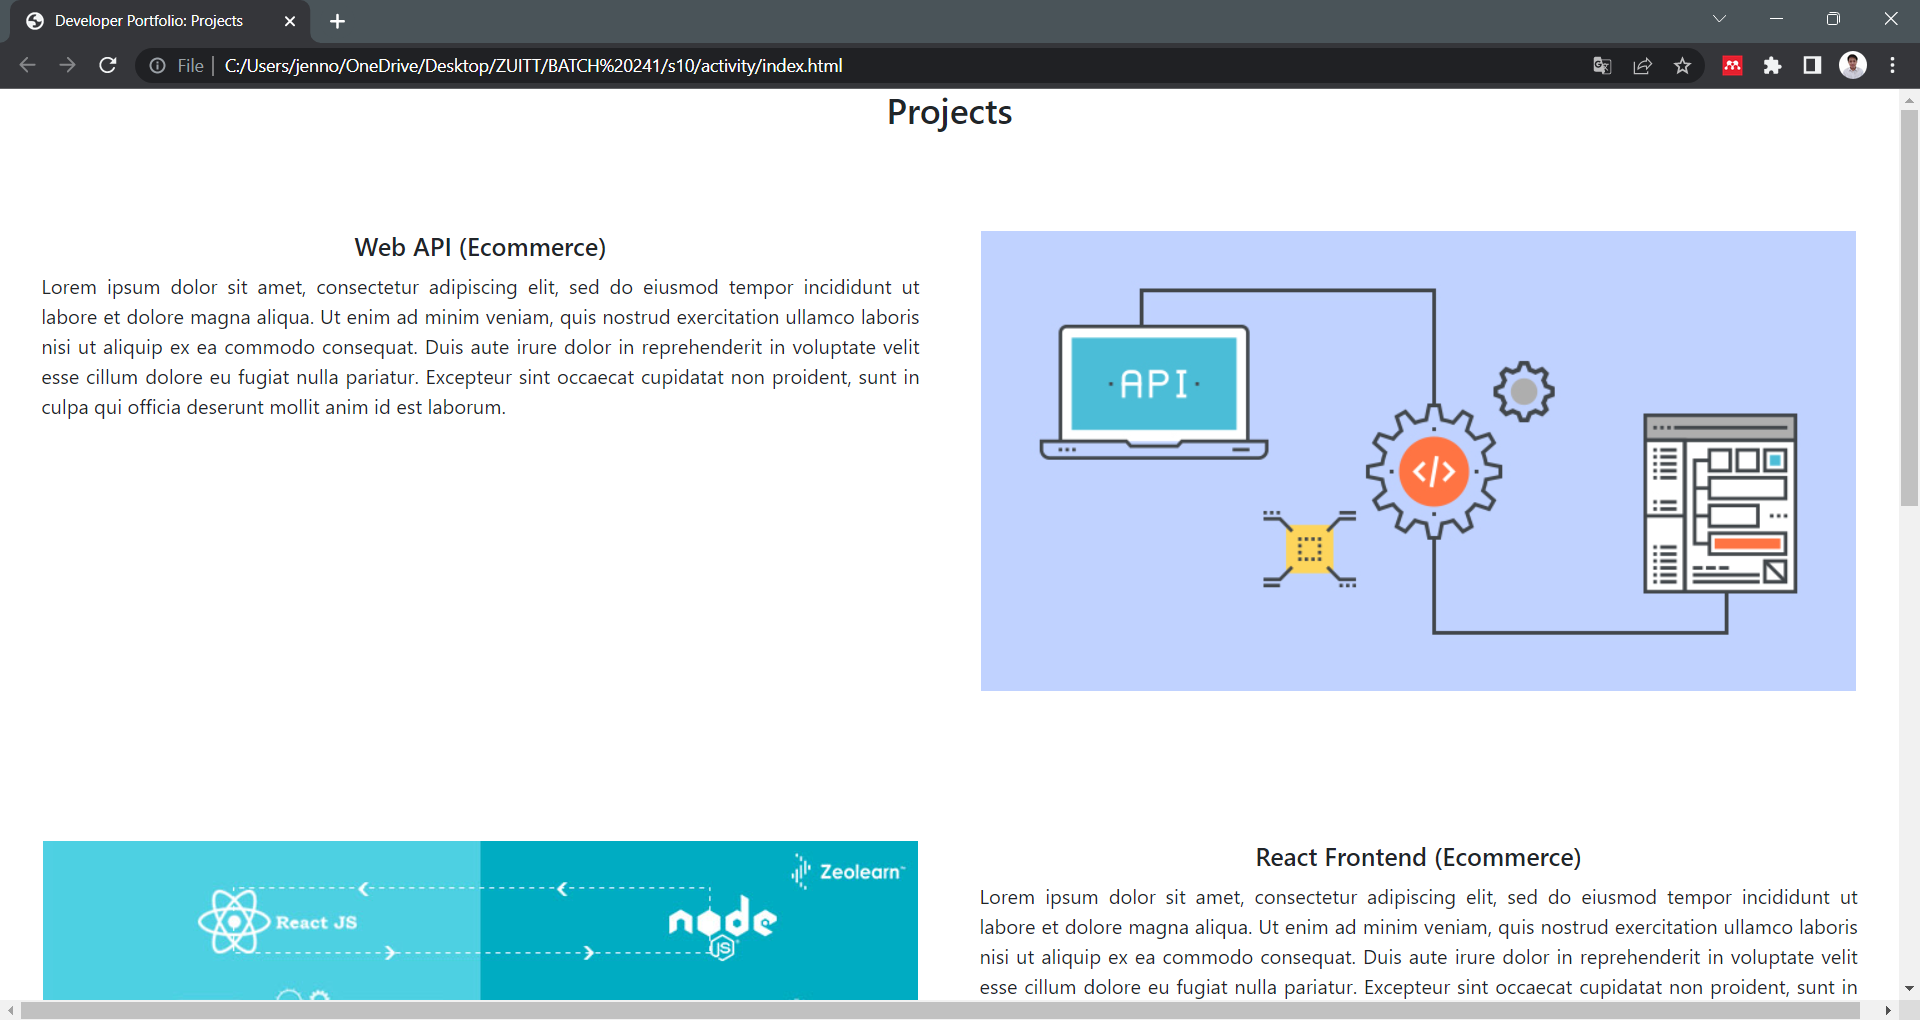 Developer Portfolio: Projects
File | C:/Users/jenno/OneDrive/Desktop/ZUITT/BATCH%20241/s10/activity/index.html
Projects
Web API (Ecommerce)
Lorem ipsum dolor sit amet, consectetur adipiscing elit, sed do eiusmod tempor incididunt ut
labore et dolore magna aliqua. Ut enim ad minim veniam, quis nostrud exercitation ullamco laboris
nisi ut aliquip ex ea commodo consequat. Duis aute irure dolor in reprehenderit in voluptate velit
esse cillum dolore eu fugiat nulla pariatur. Excepteur sint occaecat cupidatat non proident, sunt in
culpa qui officia deserunt mollit anim id est laborum.
· API ·
</>
Zeolearn
React JS
node
JS
React Frontend (Ecommerce)
Lorem ipsum dolor sit amet, consectetur adipiscing elit, sed do eiusmod tempor incididunt ut
labore et dolore magna aliqua. Ut enim ad minim veniam, quis nostrud exercitation ullamco laboris
nisi ut aliquip ex ea commodo consequat. Duis aute irure dolor in reprehenderit in voluptate velit
esse cillum dolore eu fugiat nulla pariatur. Excepteur sint occaecat cupidatat non proident, sunt in